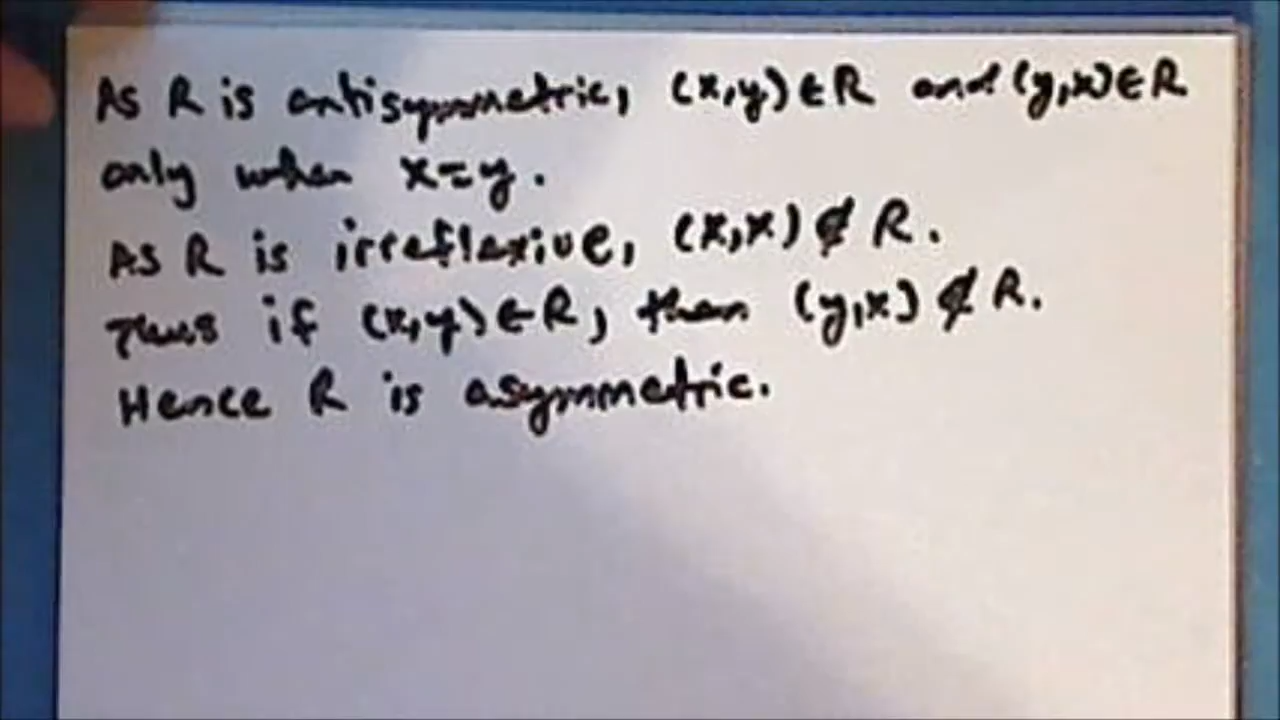 As R is antisymmetric, (x,y)∈R and (y,x)∈R
only when x=y.
As R is irreflexive, (x,x)∉R.
Thus if (x,y)∈R, then (y,x)∉R.
Hence R is asymmetric.